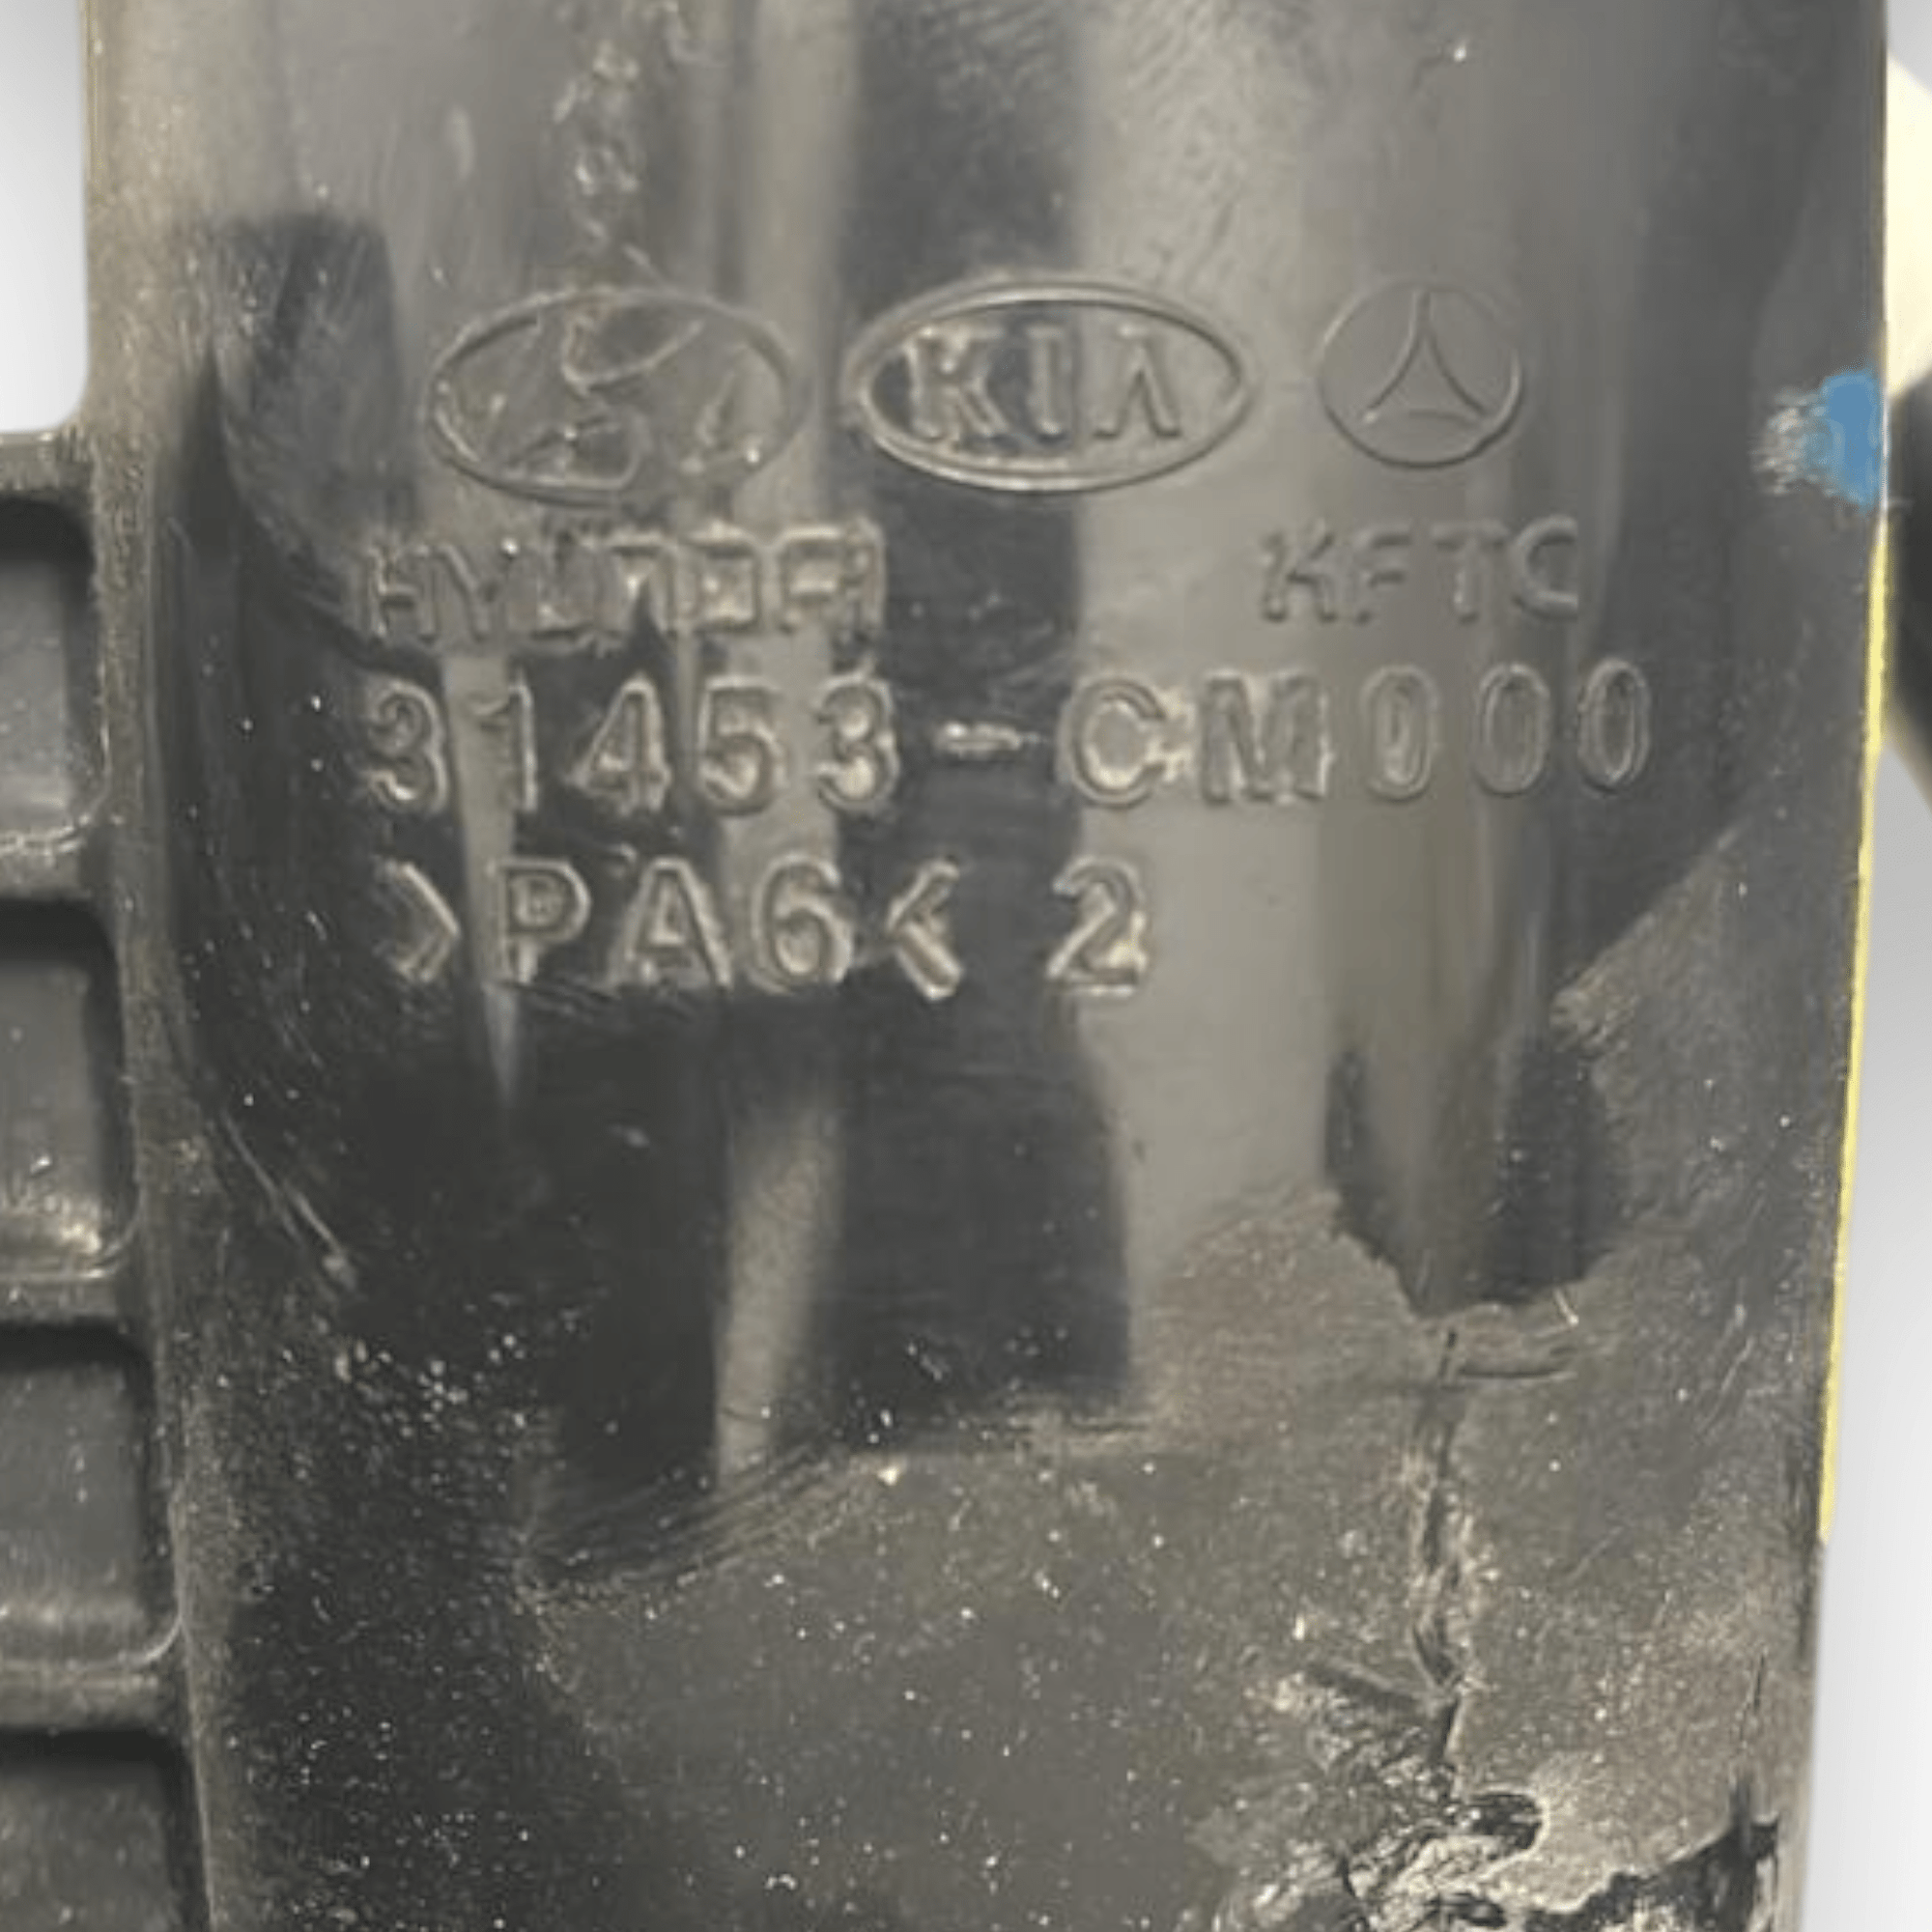 KIA
HYUNDAI KFTC
31453-CM000
>PA6< 2